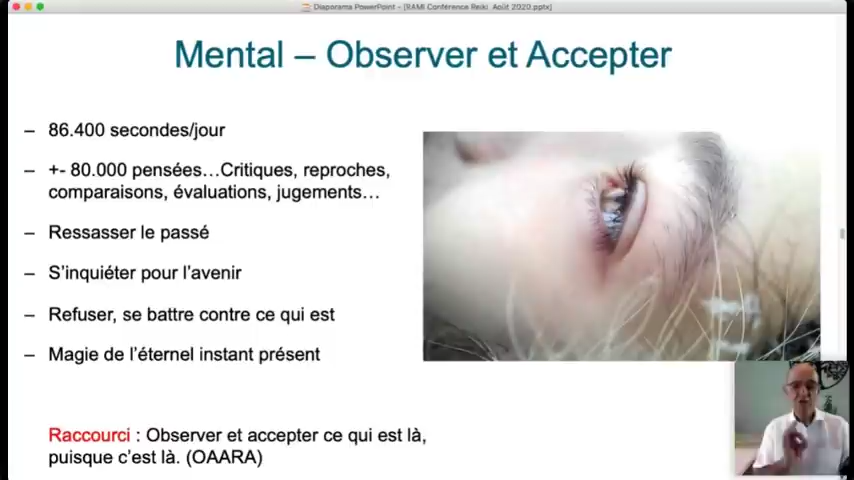 Diaporama PowerPoint - [RAMI Conférence Reiki Août 2020.pptx]
Mental – Observer et Accepter
– 86.400 secondes/jour
– +- 80.000 pensées…Critiques, reproches,
comparaisons, évaluations, jugements…
– Ressasser le passé
– S’inquiéter pour l’avenir
– Refuser, se battre contre ce qui est
– Magie de l’éternel instant présent
Raccourci : Observer et accepter ce qui est là,
puisque c’est là. (OAARA)